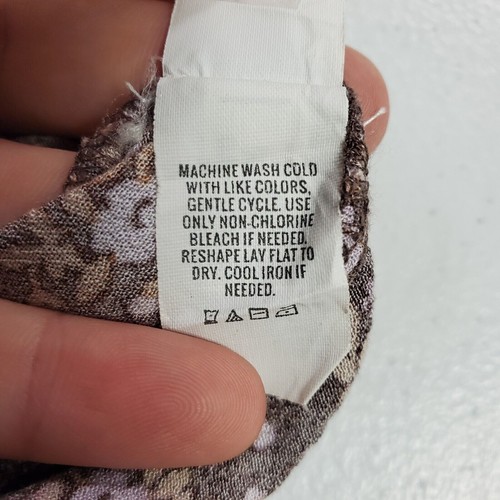 MACHINE WASH COLD
WITH LIKE COLORS,
GENTLE CYCLE. USE
ONLY NON-CHLORINE
BLEACH IF NEEDED.
RESHAPE LAY FLAT TO
DRY. COOL IRON IF
NEEDED.